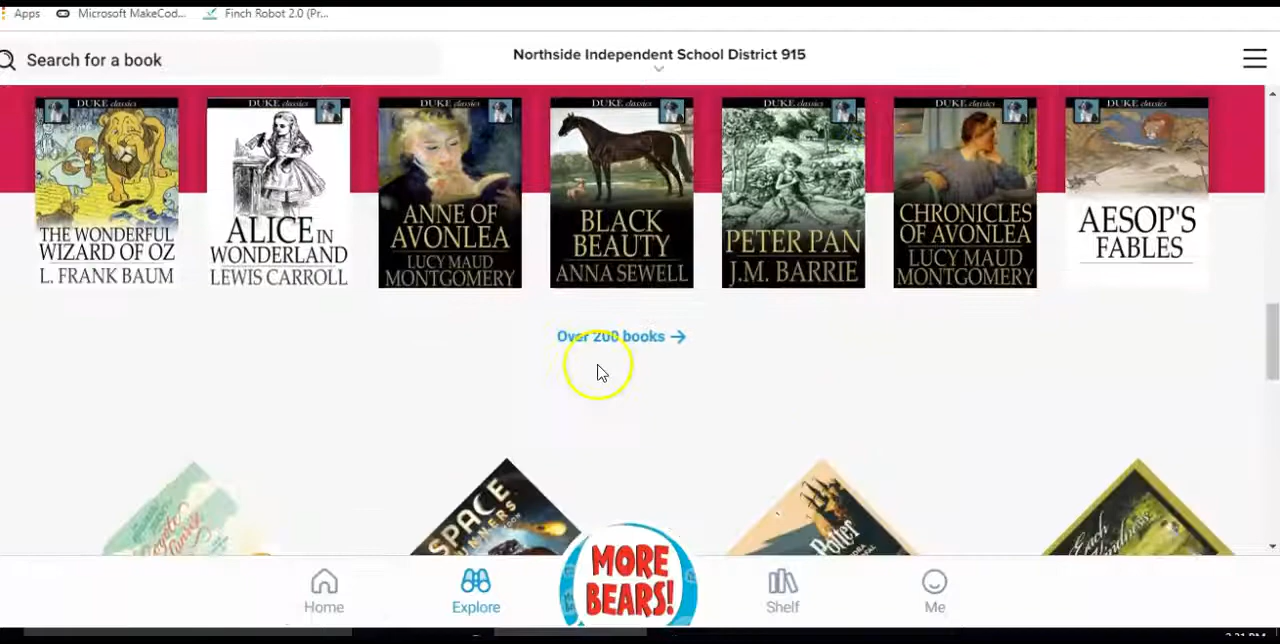 Apps Microsoft MakeCod... Finch Robot 2.0 (Pr...
Search for a book
Northside Independent School District 915
DUKE classics
THE WONDERFUL
WIZARD OF OZ
L. FRANK BAUM
ALICE IN
WONDERLAND
LEWIS CARROLL
DUKE classics
ANNE OF
AVONLEA
LUCY MAUD
MONTGOMERY
DUKE classics
BLACK
BEAUTY
ANNA SEWELL
DUKE classics
PETER PAN
J.M. BARRIE
DUKE classics
CHRONICLES
OF AVONLEA
LUCY MAUD
MONTGOMERY
DUKE classics
AESOP'S
FABLES
Over 200 books
SPACE
Each
Kindness
MORE
BEARS!
Home
Explore
Shelf
Me